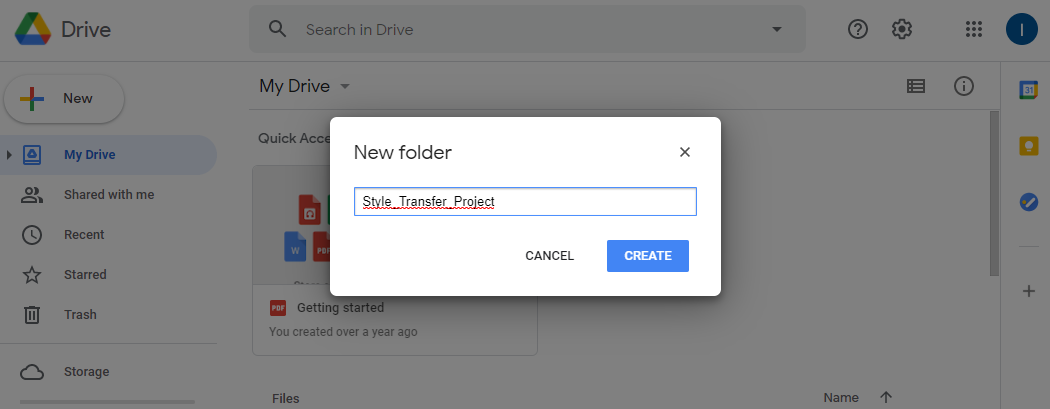 Drive
Search in Drive
I
New
My Drive
31
My Drive
Quick Acce
New folder
Shared with me
Style_Transfer_Project
Recent
W
PDF
CANCEL
CREATE
Starred
PDF
Getting started
Trash
You created over a year ago
Storage
Files
Name